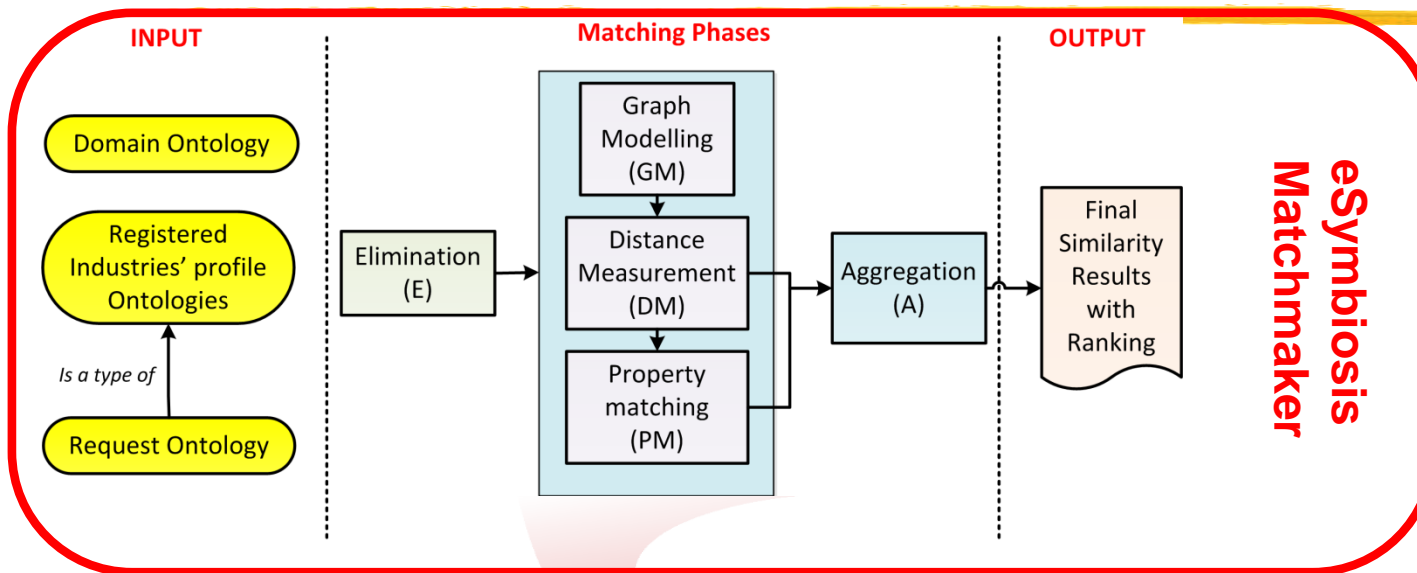 INPUT
Matching Phases
OUTPUT
Domain Ontology
Registered
Industries’ profile
Ontologies
Is a type of
Request Ontology
Elimination
(E)
Graph
Modelling
(GM)
Distance
Measurement
(DM)
Property
matching
(PM)
Aggregation
(A)
Final
Similarity
Results
with
Ranking
eSymbiosis
Matchmaker